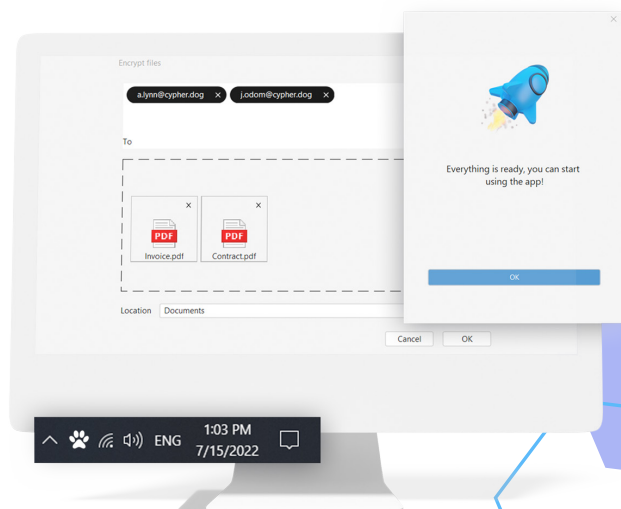 Encrypt files
a.lynn@cypher.dog x j.odom@cypher.dog x
To
x x
PDF PDF
Invoice.pdf Contract.pdf
Location Documents
Cancel OK
x
Everything is ready, you can start
using the app!
OK
ENG
1:03 PM
7/15/2022